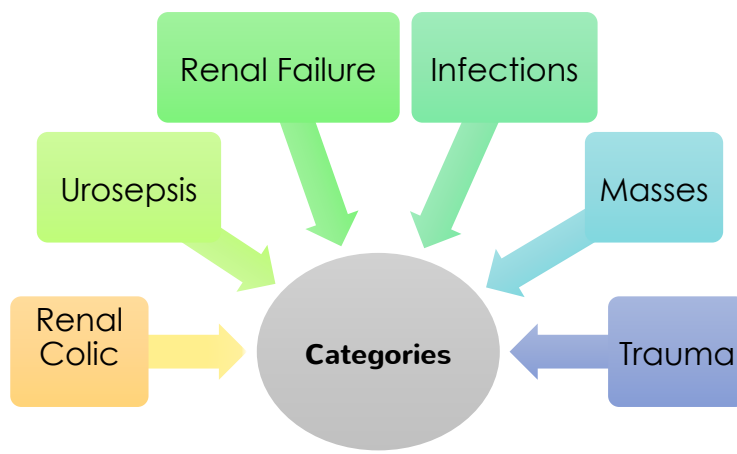 Renal Failure
Infections
Urosepsis
Masses
Renal
Colic
Categories
Trauma